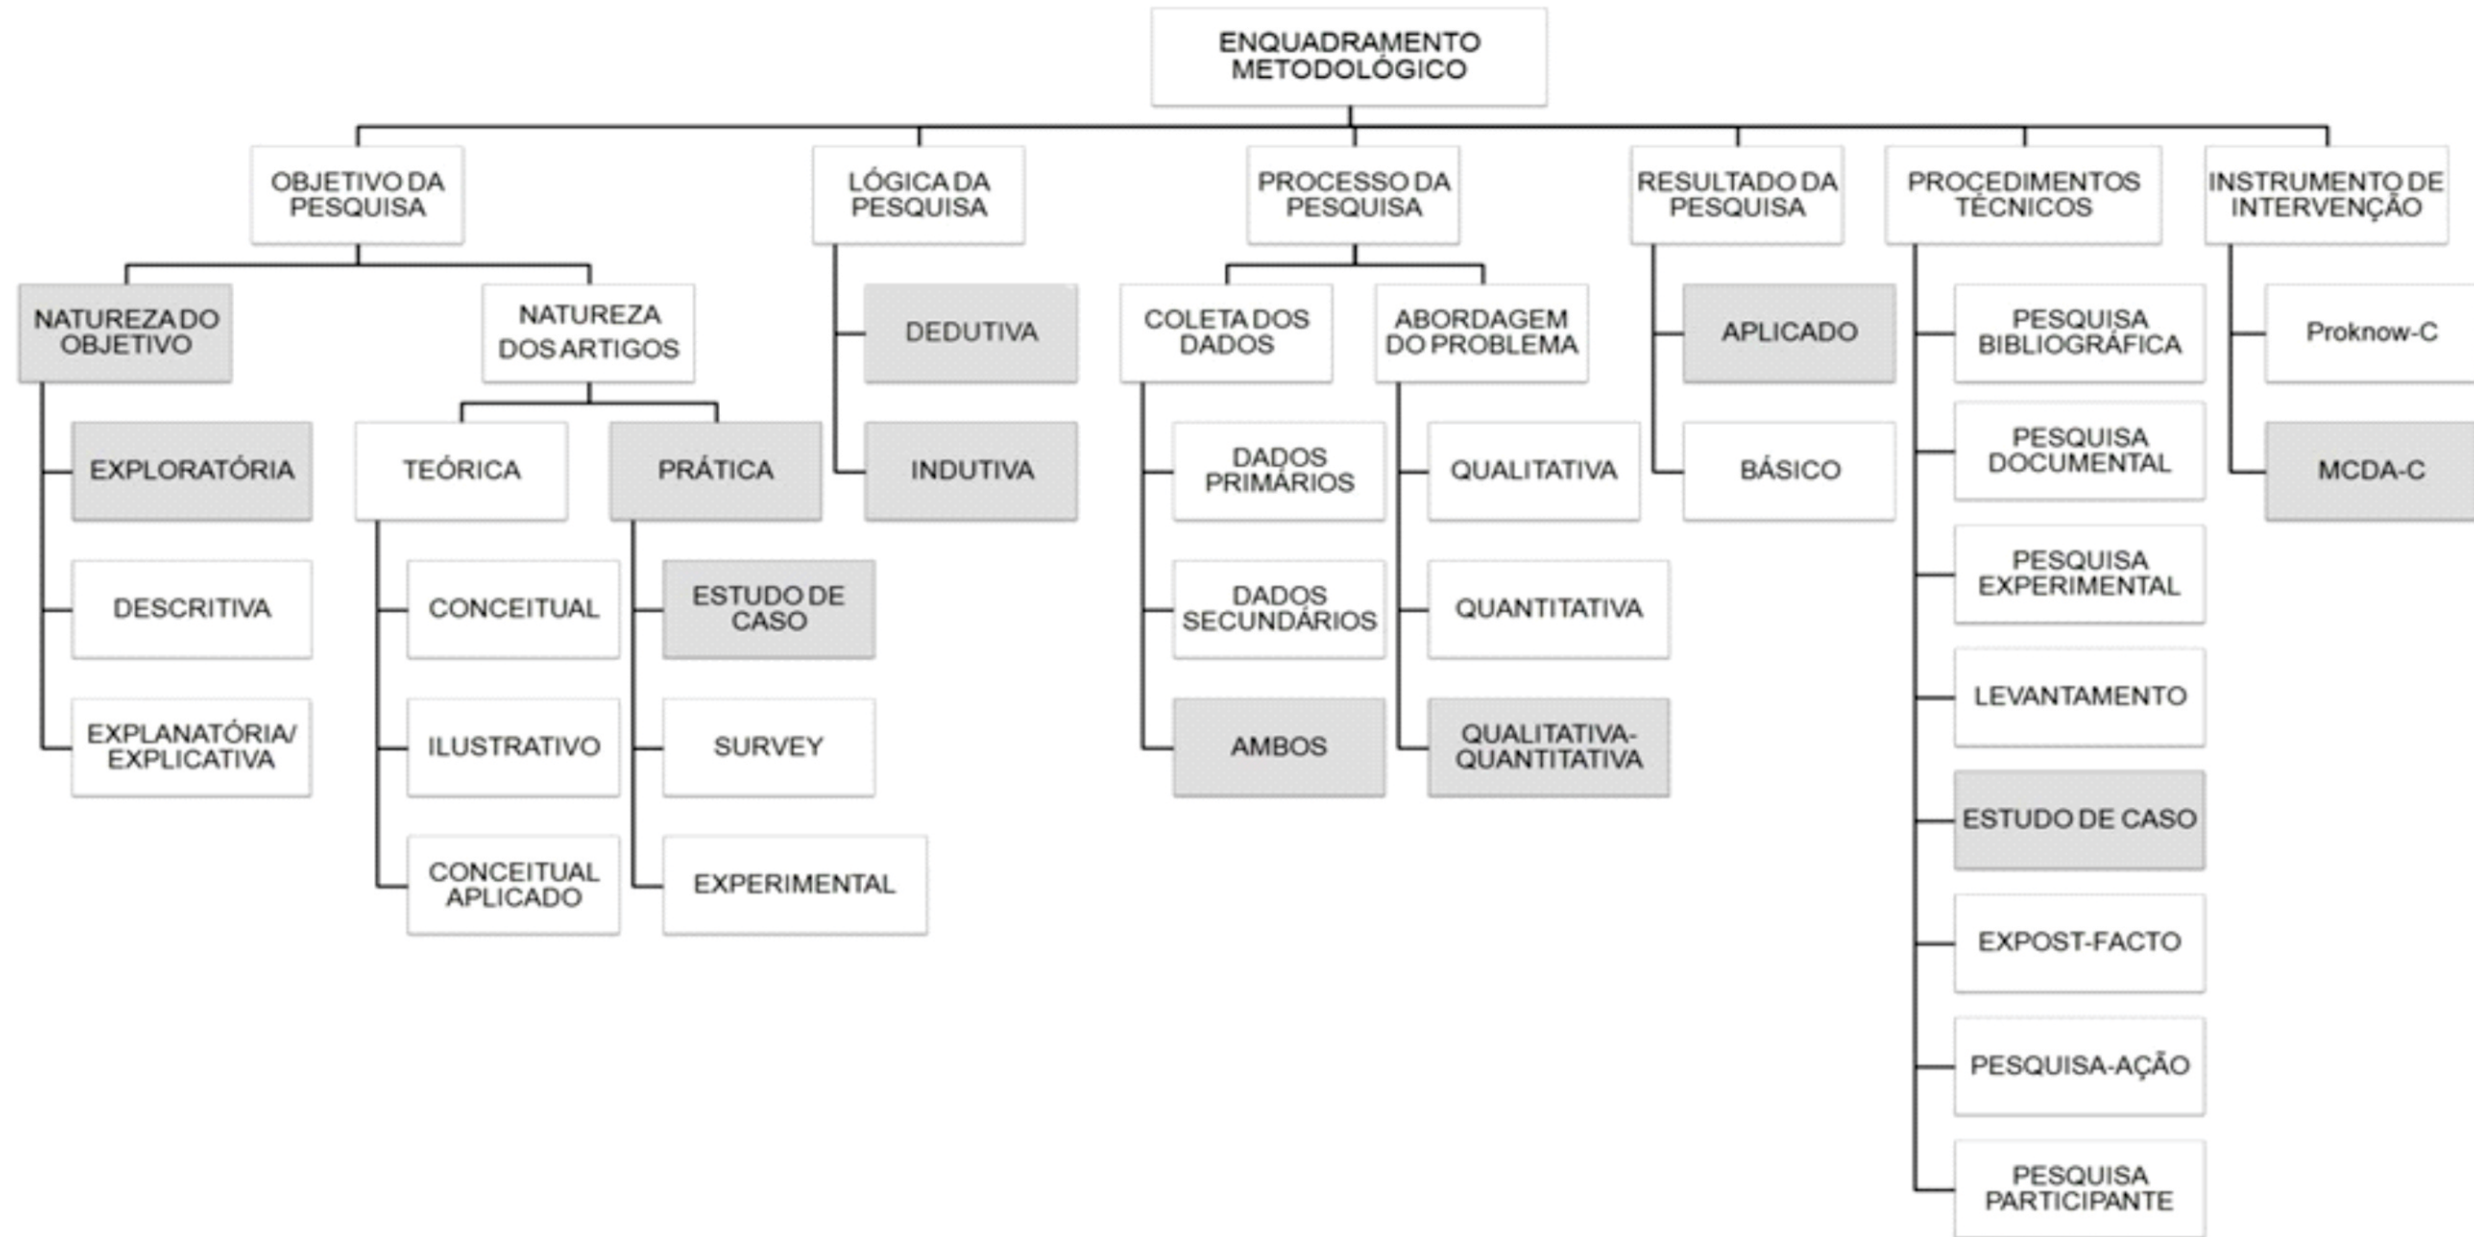 ENQUADRAMENTO
METODOLÓGICO
OBJETIVO DA
PESQUISA
LÓGICA DA
PESQUISA
PROCESSO DA
PESQUISA
RESULTADO DA
PESQUISA
PROCEDIMENTOS
TÉCNICOS
INSTRUMENTO DE
INTERVENÇÃO
NATUREZA DO
OBJETIVO
EXPLORATÓRIA
DESCRITIVA
EXPLANATÓRIA/
EXPLICATIVA
NATUREZA
DOS ARTIGOS
TEÓRICA
CONCEITUAL
ILUSTRATIVO
CONCEITUAL
APLICADO
PRÁTICA
ESTUDO DE
CASO
SURVEY
EXPERIMENTAL
DEDUTIVA
INDUTIVA
COLETA DOS
DADOS
DADOS
PRIMÁRIOS
DADOS
SECUNDÁRIOS
AMBOS
ABORDAGEM
DO PROBLEMA
QUALITATIVA
QUANTITATIVA
QUALITATIVA-
QUANTITATIVA
APLICADO
BÁSICO
PESQUISA
BIBLIOGRÁFICA
PESQUISA
DOCUMENTAL
PESQUISA
EXPERIMENTAL
LEVANTAMENTO
ESTUDO DE CASO
EXPOST-FACTO
PESQUISA-AÇÃO
PESQUISA
PARTICIPANTE
Proknow-C
MCDA-C